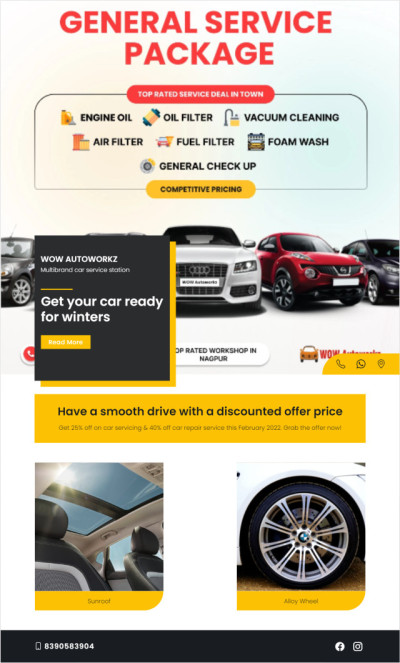 GENERAL SERVICE
PACKAGE
TOP RATED SERVICE DEAL IN TOWN
ENGINE OIL
OIL FILTER
VACUUM CLEANING
AIR FILTER
FUEL FILTER
FOAM WASH
GENERAL CHECK UP
COMPETITIVE PRICING
WOW AUTOWORKZ
Multibrand car service station
Get your car ready
for winters
Read More
WOW Autoworkz
OP RATED WORKSHOP IN
NAGPUR
WOW Autoworkz
Have a smooth drive with a discounted offer price
Get 25% off on car servicing & 40% off car repair service this February 2022. Grab the offer now!
Sunroof
Alloy Wheel
8390583904